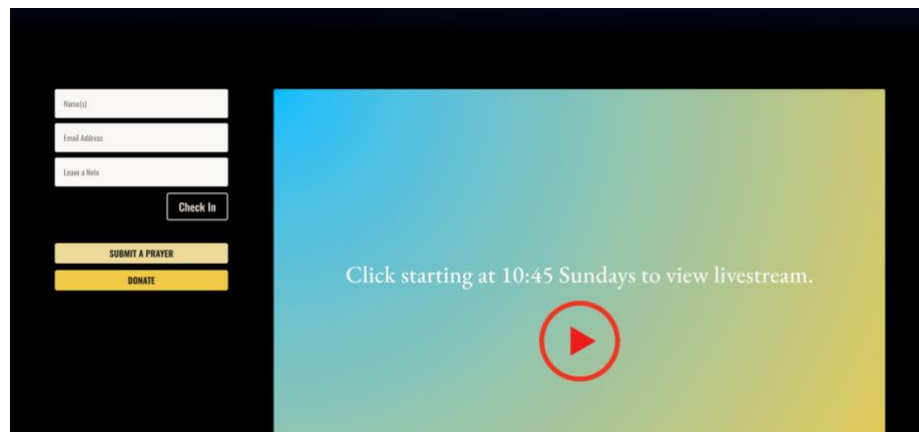 Name(s)
Email Address
Leave a Note
Check In
SUBMIT A PRAYER
DONATE
Click starting at 10:45 Sundays to view livestream.